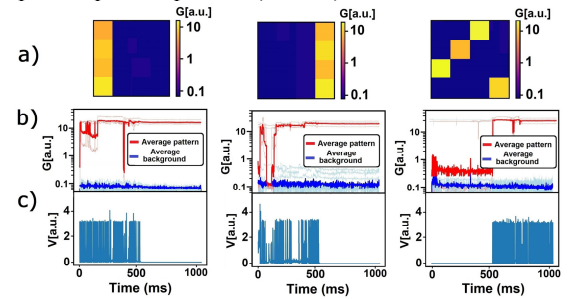 G[a.u.] G[a.u.] G[a.u.]
a) 10 10 10
1 1 1
0.1 0.1 0.1
b)
G[a.u.] 10 1 0.1 Average pattern Average background
G[a.u.] 10 1 0.1 Average pattern Average background
G[a.u.] 10 1 0.1 Average pattern Average background
c)
V[a.u.] 4 2 0
V[a.u.] 4 2 0
V[a.u.] 4 2 0
0 500 1000 0 500 1000 0 500 1000
Time (ms) Time (ms) Time (ms)